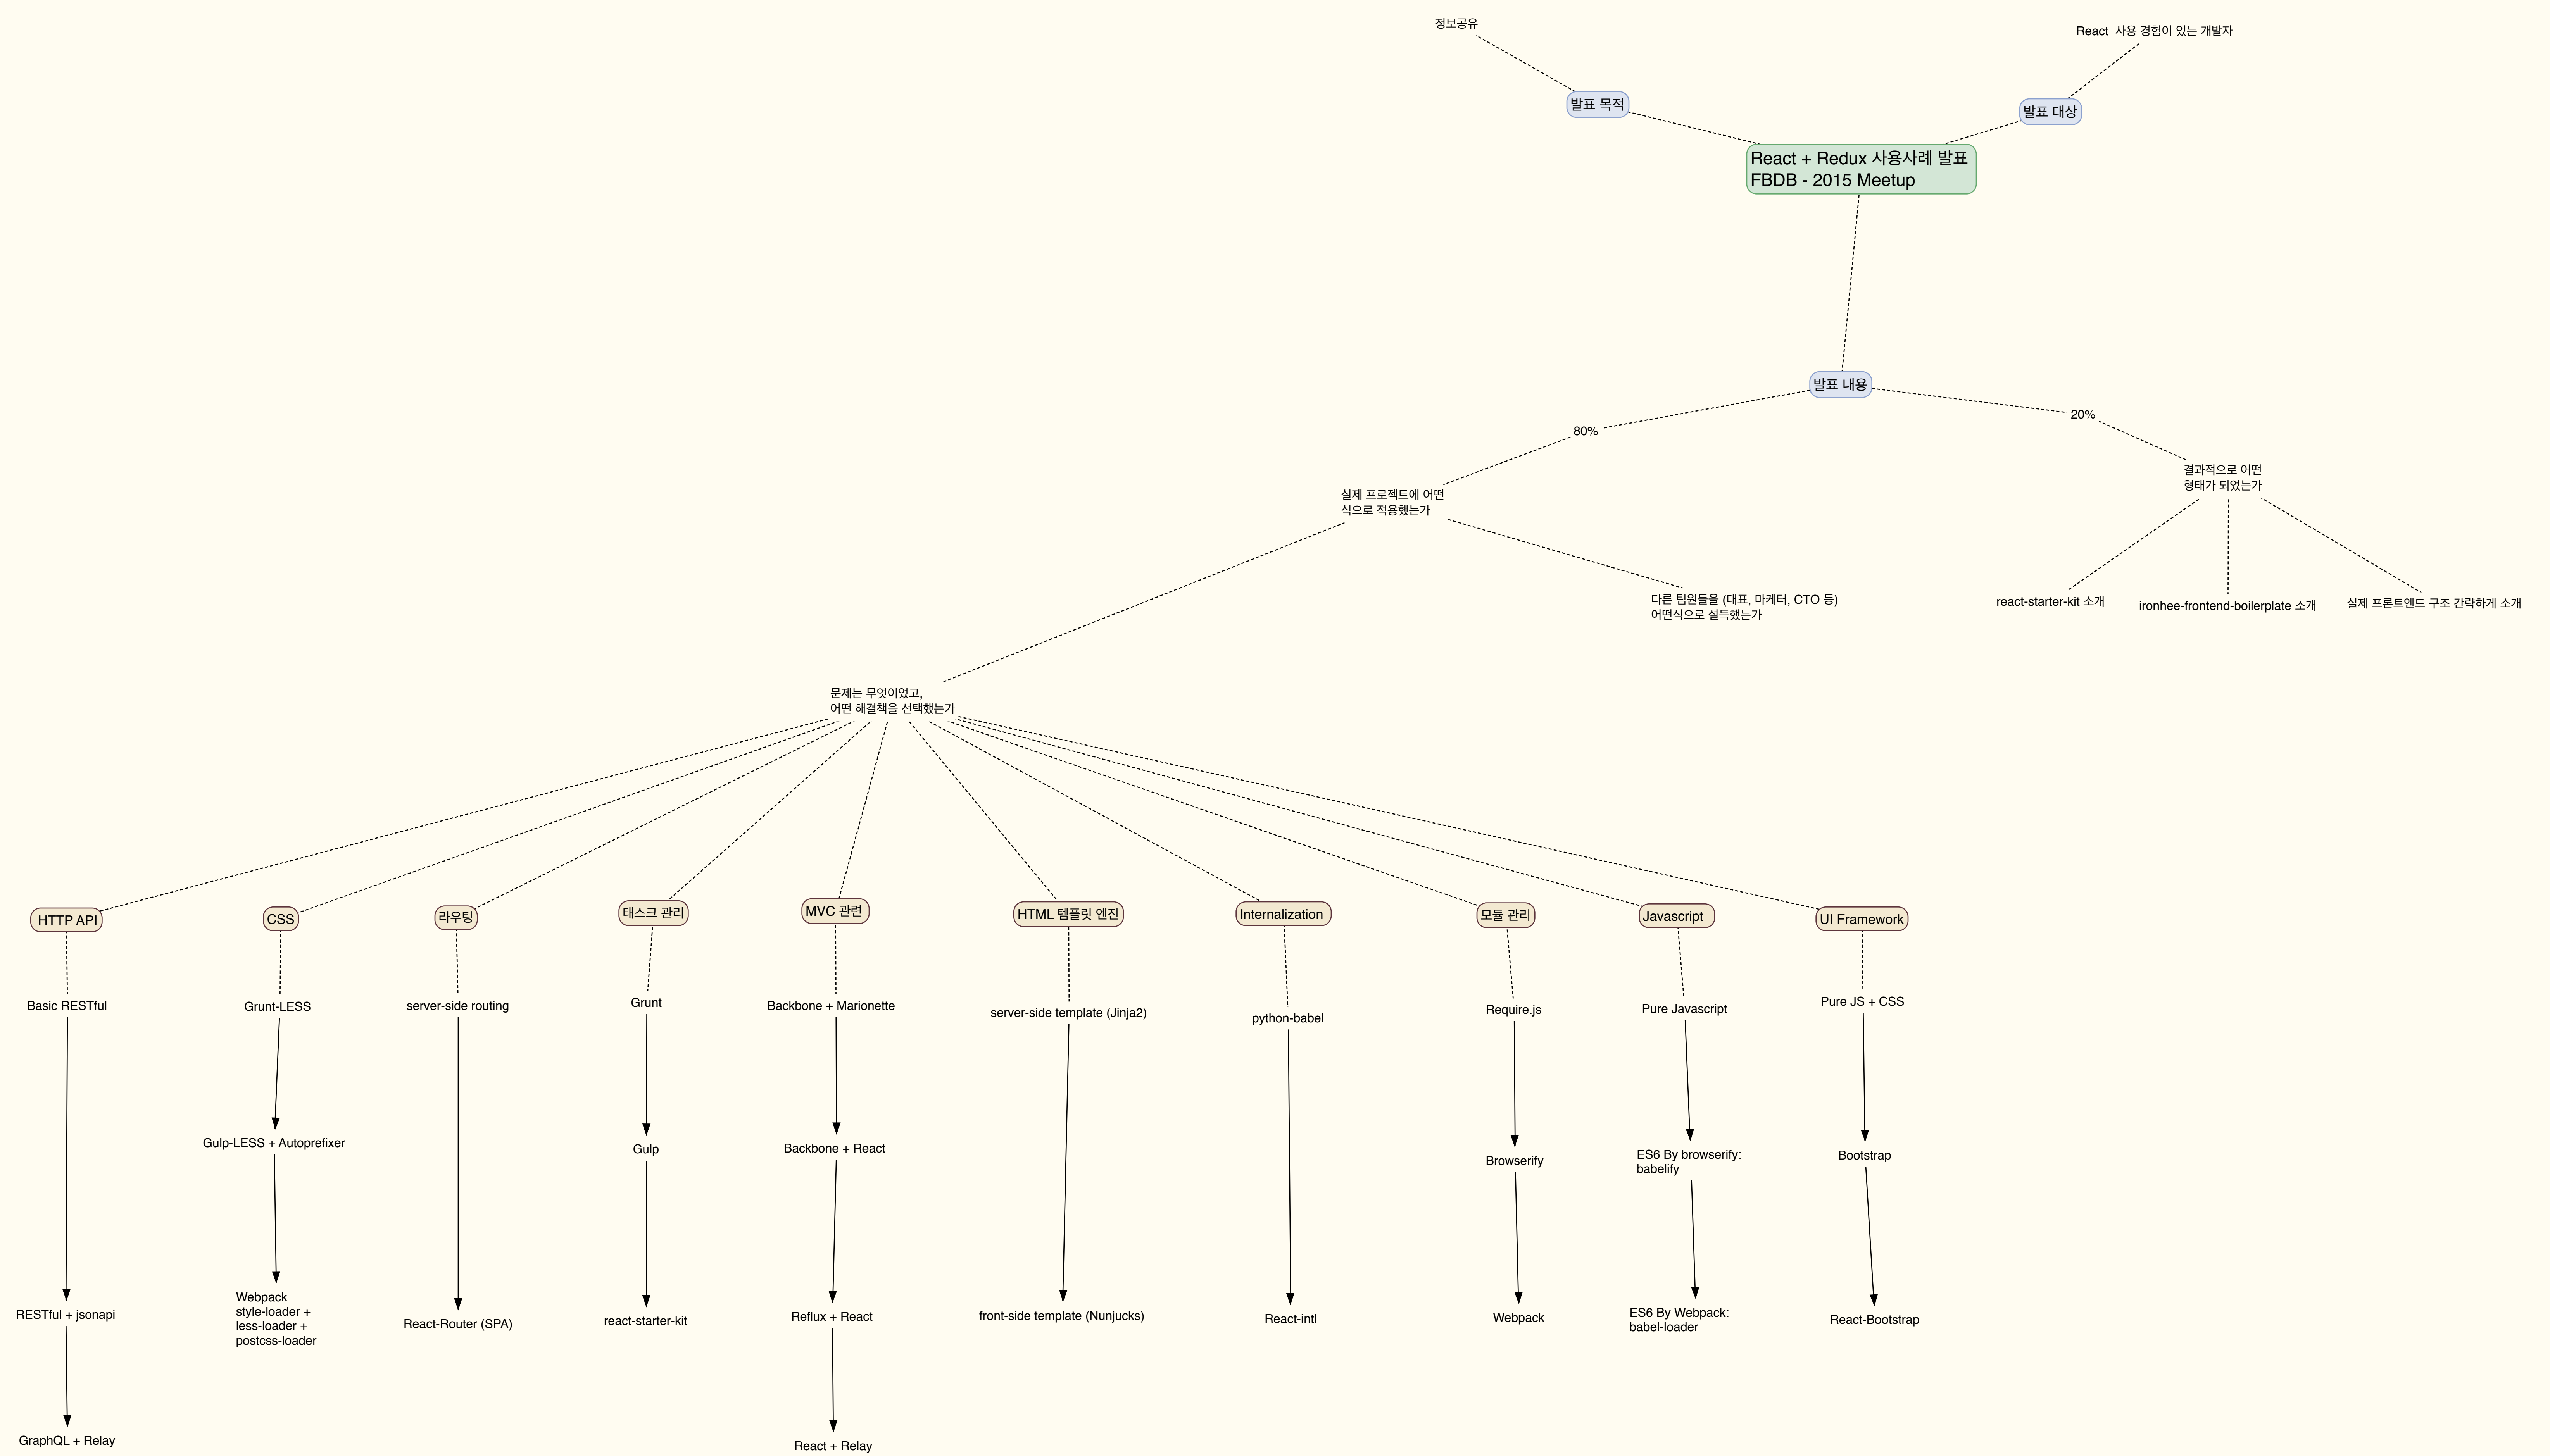 정보공유
React  사용 경험이 있는 개발자
발표 목적
발표 대상
React + Redux 사용사례 발표
FBDB - 2015 Meetup
발표 내용
80%
20%
실제 프로젝트에 어떤
식으로 적용했는가
결과적으로 어떤
형태가 되었는가
다른 팀원들을 (대표, 마케터, CTO 등)
어떤식으로 설득했는가
react-starter-kit 소개
ironhee-frontend-boilerplate 소개
실제 프론트엔드 구조 간략하게 소개
문제는 무엇이었고,
어떤 해결책을 선택했는가
HTTP API
CSS
라우팅
태스크 관리
MVC 관련
HTML 템플릿 엔진
Internalization
모듈 관리
Javascript
UI Framework
Basic RESTful
Grunt-LESS
server-side routing
Grunt
Backbone + Marionette
server-side template (Jinja2)
python-babel
Require.js
Pure Javascript
Pure JS + CSS
Gulp-LESS + Autoprefixer
Gulp
Backbone + React
Browserify
ES6 By browserify:
babelify
Bootstrap
RESTful + jsonapi
Webpack
style-loader +
less-loader +
postcss-loader
React-Router (SPA)
react-starter-kit
Reflux + React
front-side template (Nunjucks)
React-intl
Webpack
ES6 By Webpack:
babel-loader
React-Bootstrap
GraphQL + Relay
React + Relay